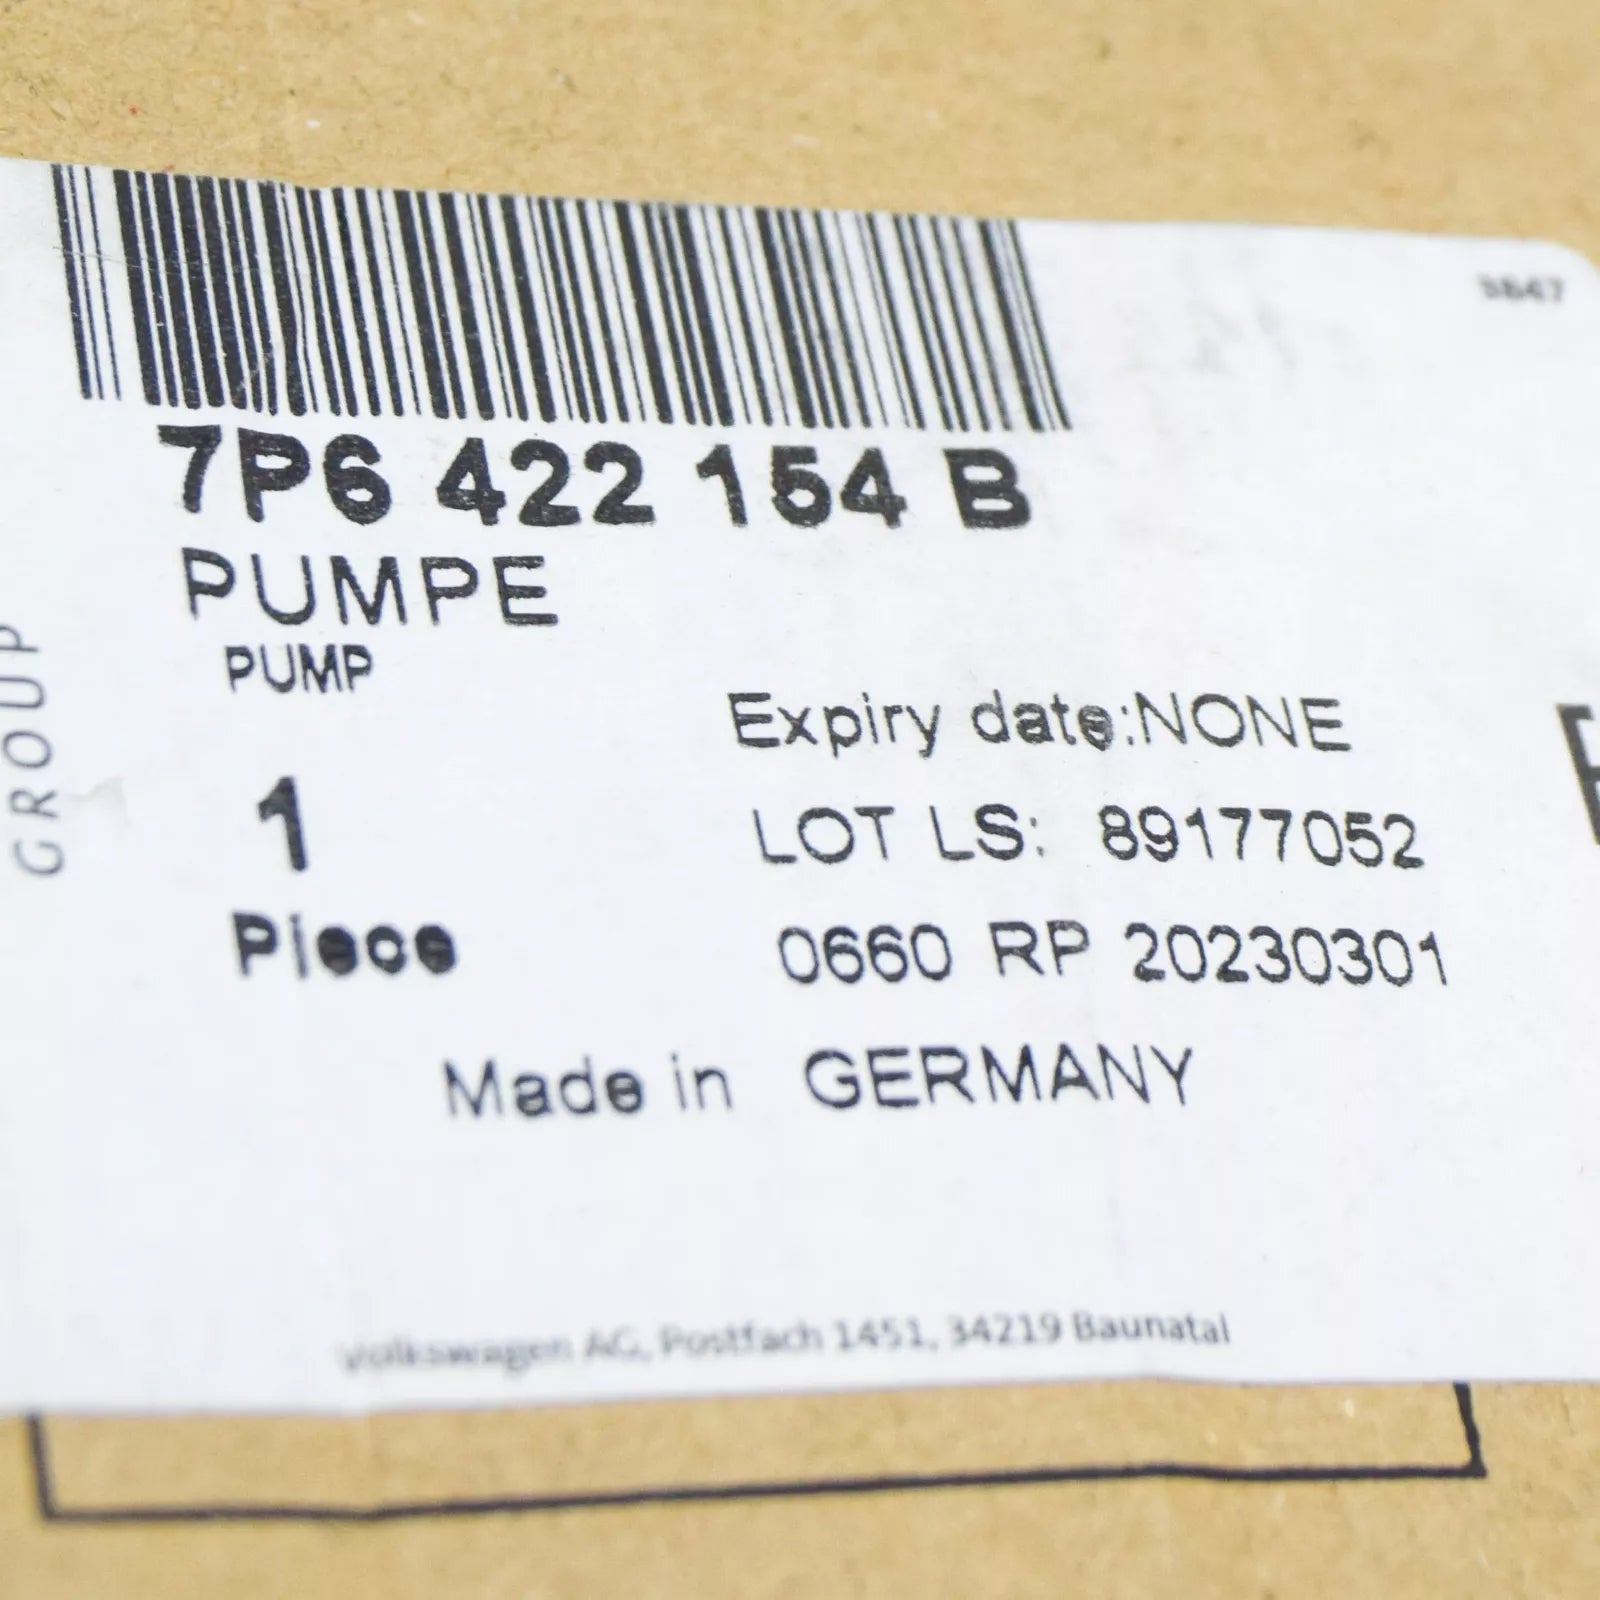 3647
7P6 422 154 B
PUMPE
PUMP
GROUP
Expiry date:NONE
1
LOT LS: 89177052
Piece
0660 RP 20230301
Made in GERMANY
Volkswagen AG, Postfach 1451, 34219 Baunatal